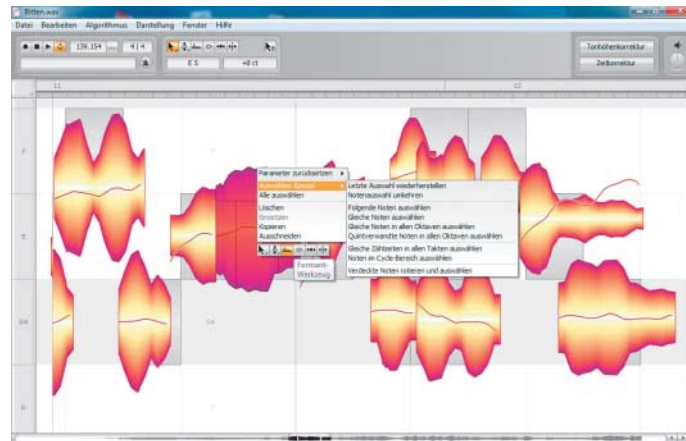 Bitten.wav
Datei Bearbeiten Algorithmus Darstellung Fenster Hilfe
139.154 4 | 4
Tonhöhenkorrektur
E 5
Zeitkorrektur
11 12
Parameter zurücksetzen
Auswählen Spezial
Letzte Auswahl wiederherstellen
Alle auswählen
Notenauswahl umkehren
Löschen
Folgende Noten auswählen
Einsetzen
Gleiche Noten auswählen
Kopieren
Gleiche Noten in allen Oktaven auswählen
Ausschneiden
Quintverwandte Noten in allen Oktaven auswählen
Gleiche Zählzeiten in allen Takten auswählen
Noten im Cycle-Bereich auswählen
Formant-
Werkzeug
Verdeckte Noten rotieren und auswählen
F
E
D#
D